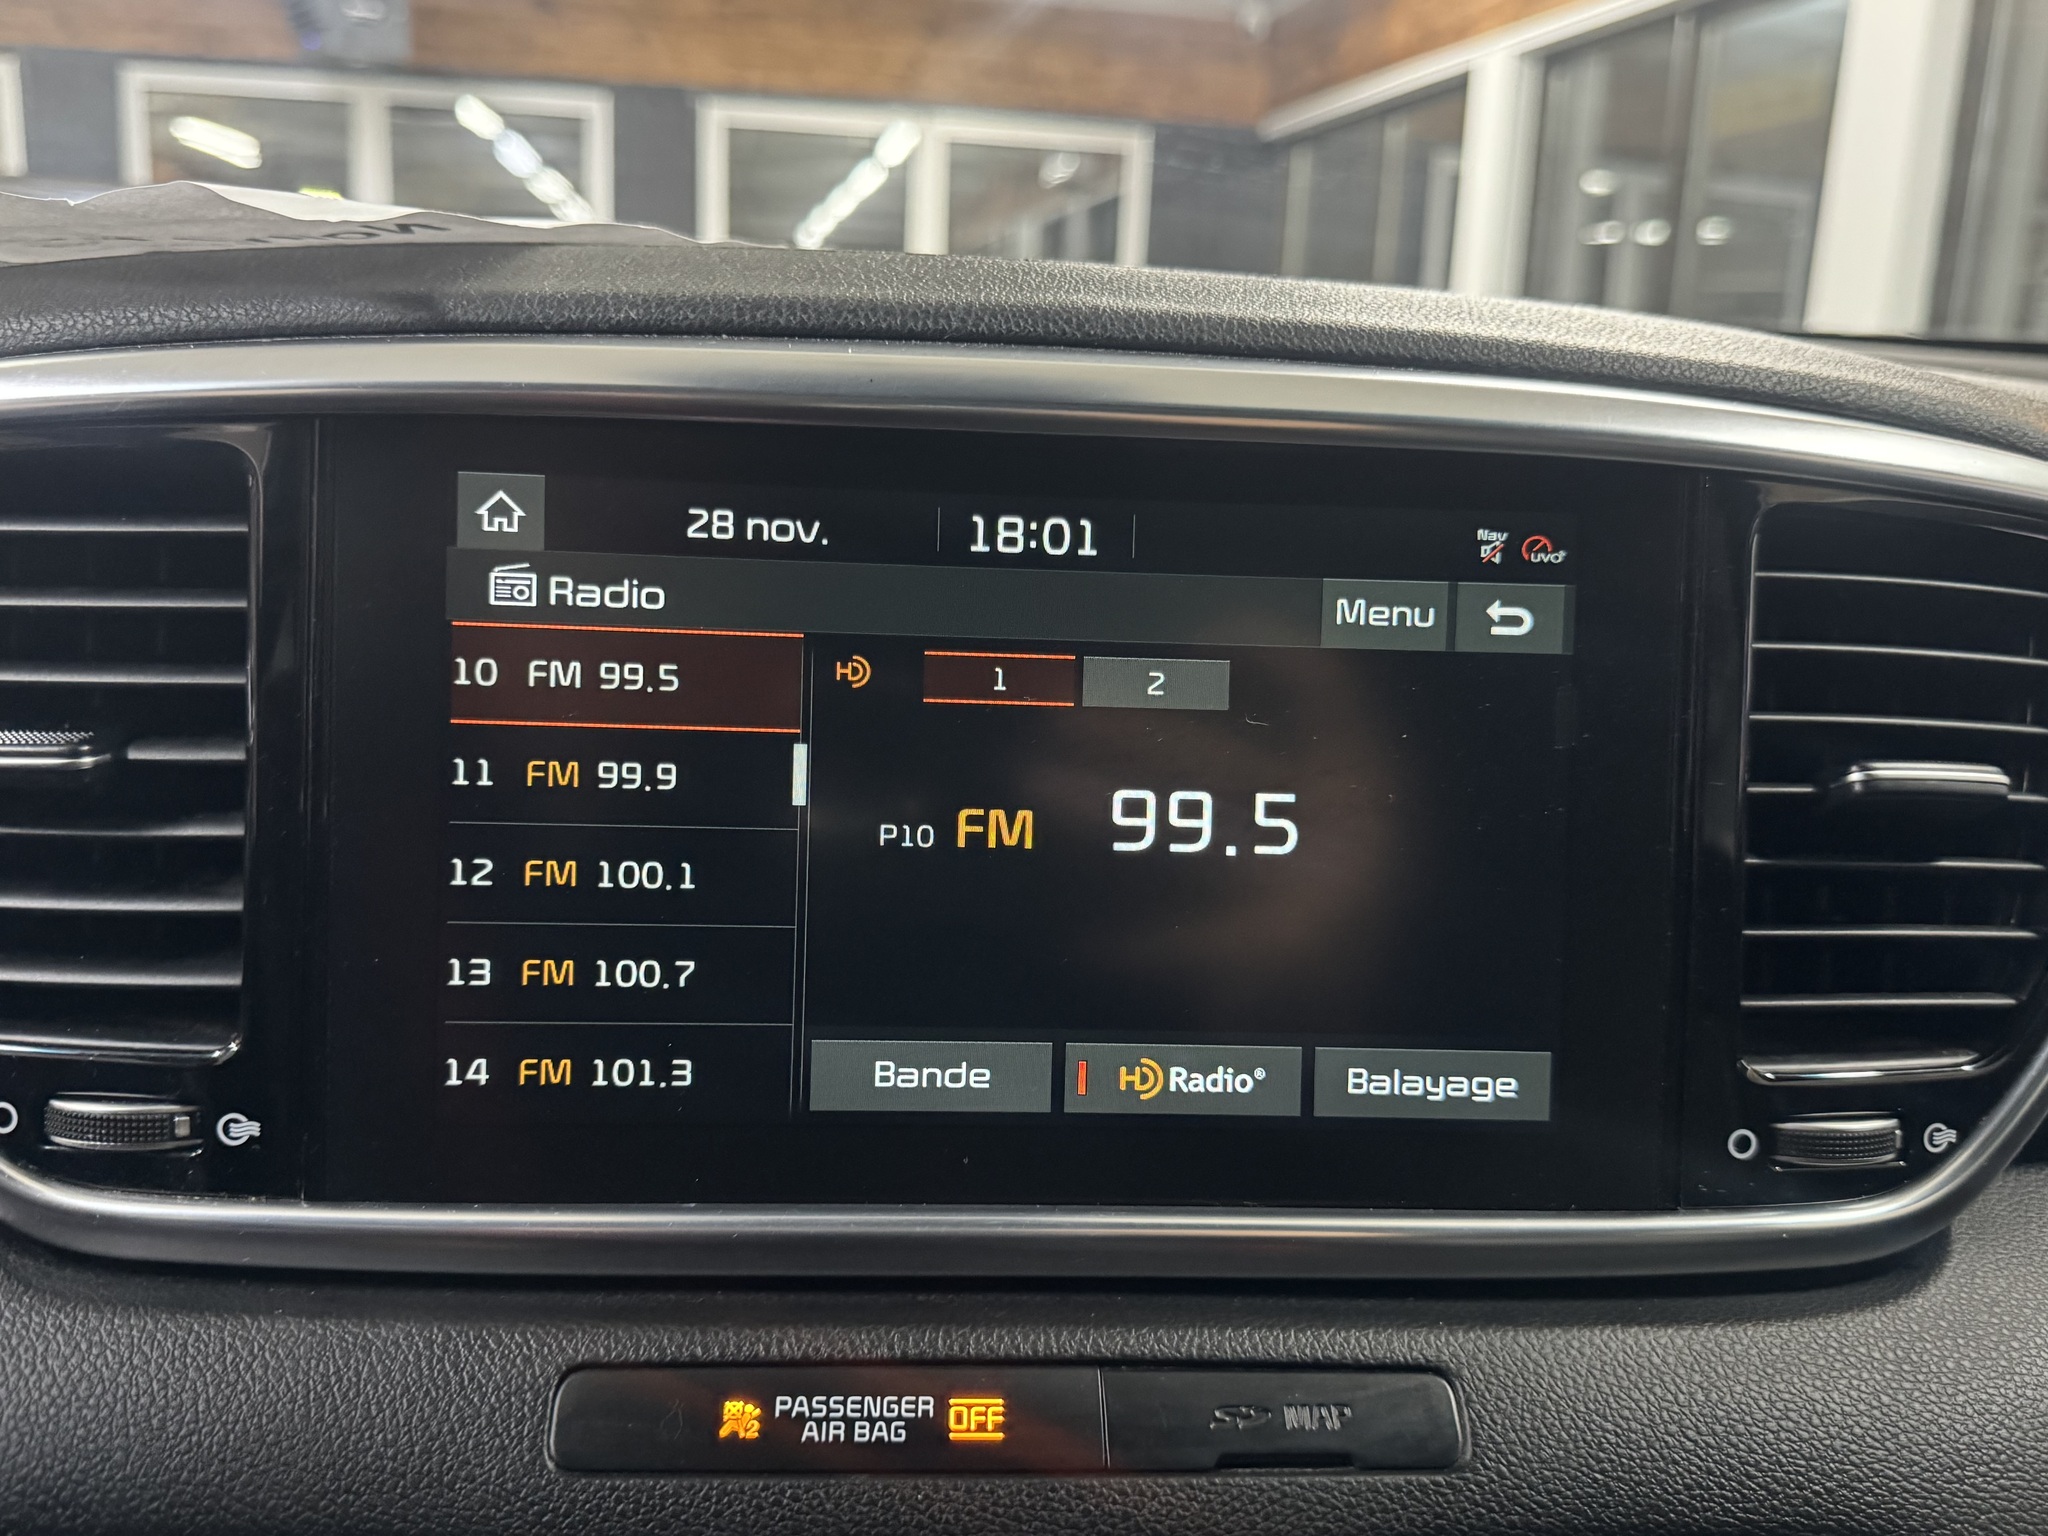 28 nov.
18:01
Nav
UVO
Radio
Menu
10 FM 99.5
1
2
11 FM 99.9
P10 FM 99.5
12 FM 100.1
13 FM 100.7
14 FM 101.3
Bande
HD Radio®
Balayage
PASSENGER
AIR BAG
OFF
2
SD MAP
HD